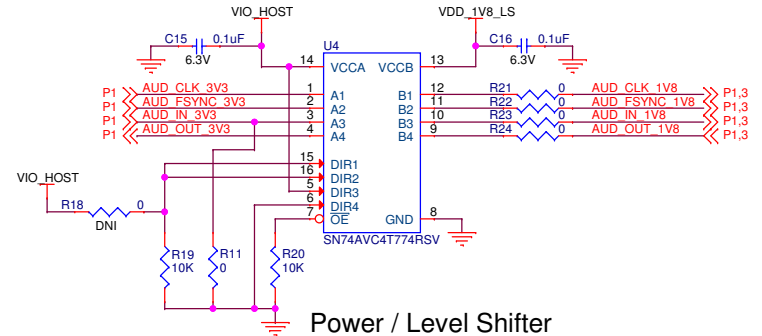 VIO_HOST VDD_1V8_LS
C15 0.1uF U4 C16 0.1uF
6.3V 6.3V
14 VCCA VCCB 13
P1 AUD_CLK_3V3 1 A1 B1 12 R21 0 AUD_CLK_1V8 P1,3
P1 AUD_FSYNC_3V3 2 A2 B2 11 R22 0 AUD_FSYNC_1V8 P1,3
P1 AUD_IN_3V3 3 A3 B3 10 R23 0 AUD_IN_1V8 P1,3
P1 AUD_OUT_3V3 4 A4 B4 9 R24 0 AUD_OUT_1V8 P1,3
15 DIR1
16 DIR2
VIO_HOST 5 DIR3
6 DIR4
R18 0 7 OE GND 8
DNI
SN74AVC4T774RSV
R19 R11 R20
10K 0 10K
Power / Level Shifter